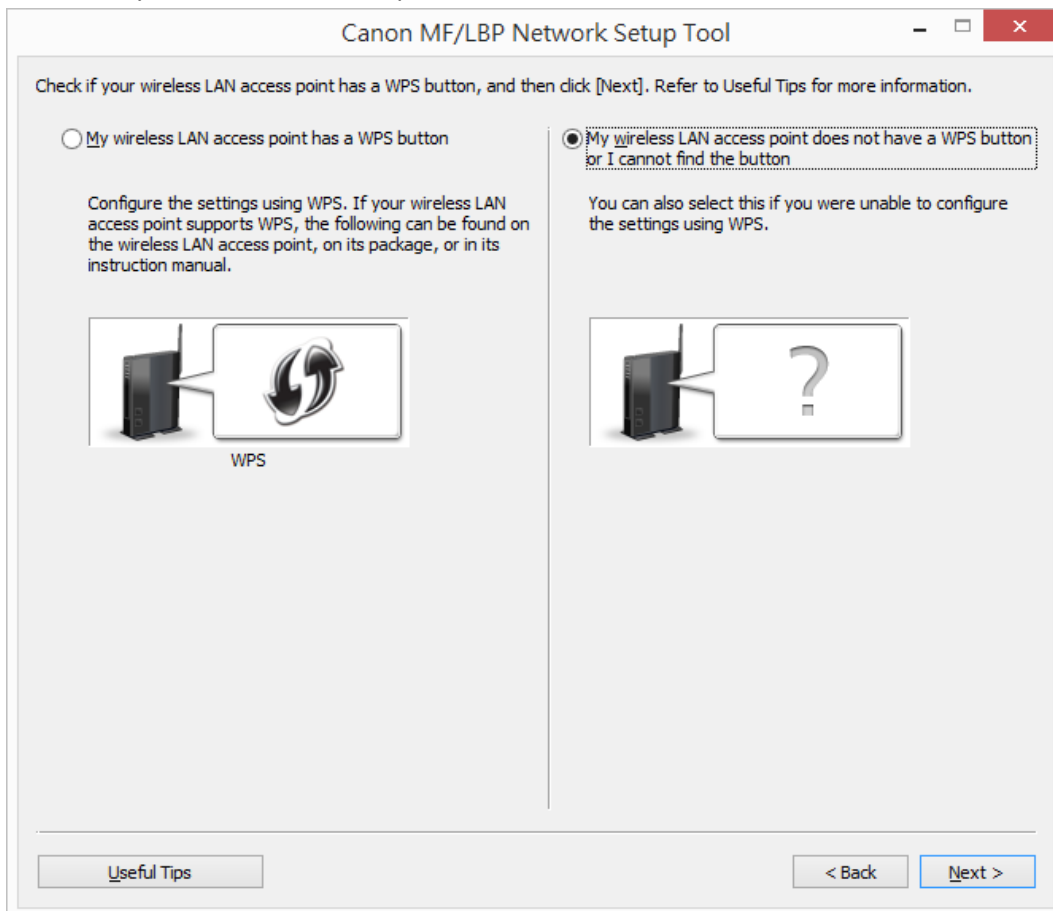 Canon MF/LBP Network Setup Tool
Check if your wireless LAN access point has a WPS button, and then click [Next]. Refer to Useful Tips for more information.
My wireless LAN access point has a WPS button
Configure the settings using WPS. If your wireless LAN
access point supports WPS, the following can be found on
the wireless LAN access point, on its package, or in its
instruction manual.
WPS
My wireless LAN access point does not have a WPS button
or I cannot find the button
You can also select this if you were unable to configure
the settings using WPS.
?
Useful Tips
< Back
Next >